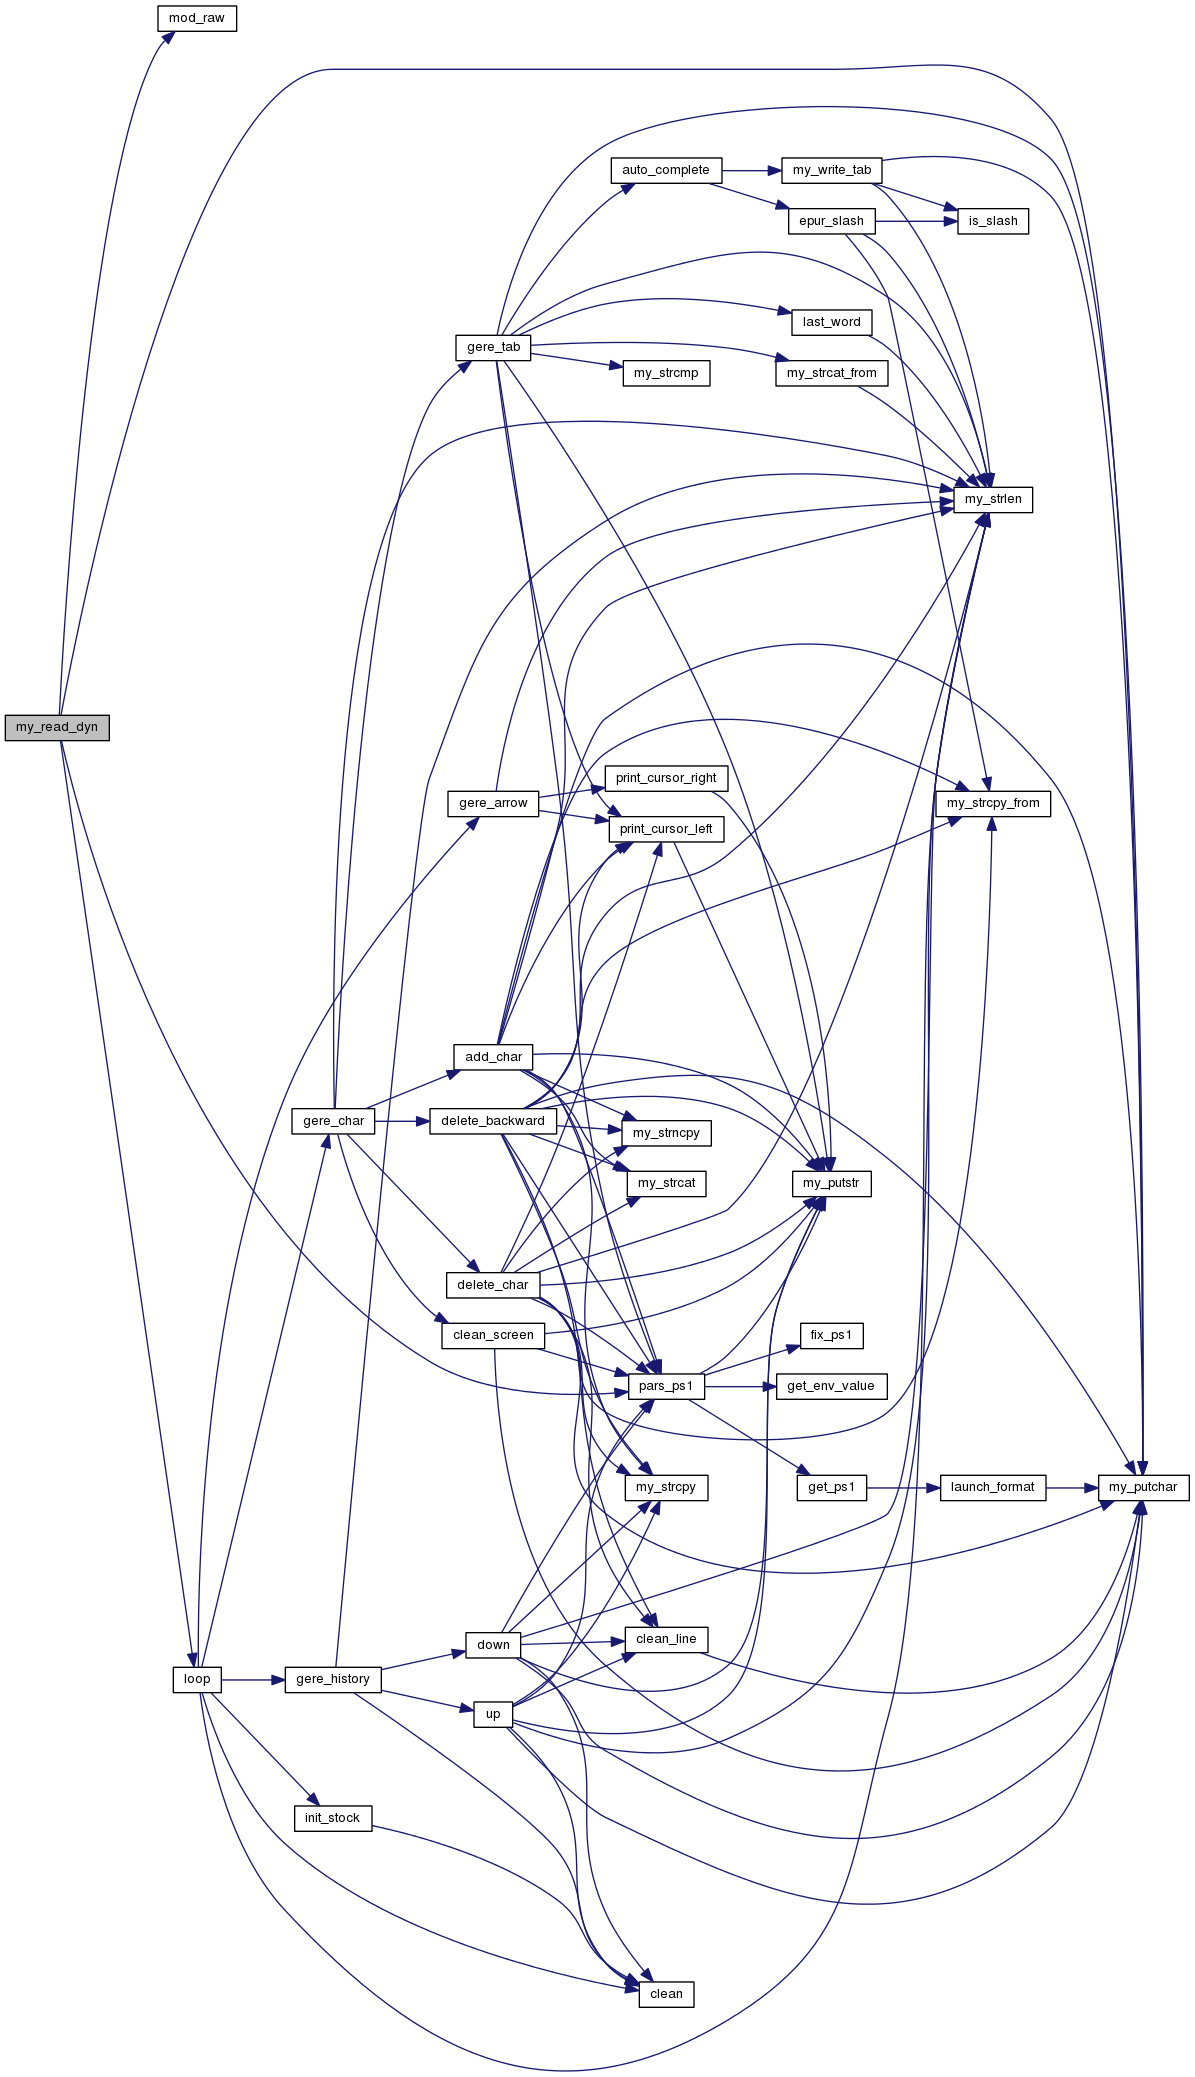 mod_raw
auto_complete
my_write_tab
epur_slash
is_slash
last_word
gere_tab
my_strcmp
my_strcat_from
my_strlen
my_read_dyn
print_cursor_right
gere_arrow
my_strcpy_from
print_cursor_left
add_char
gere_char
delete_backward
my_strncpy
my_strcat
my_putstr
delete_char
clean_screen
fix_ps1
pars_ps1
get_env_value
my_strcpy
get_ps1
launch_format
my_putchar
down
clean_line
loop
gere_history
up
init_stock
clean